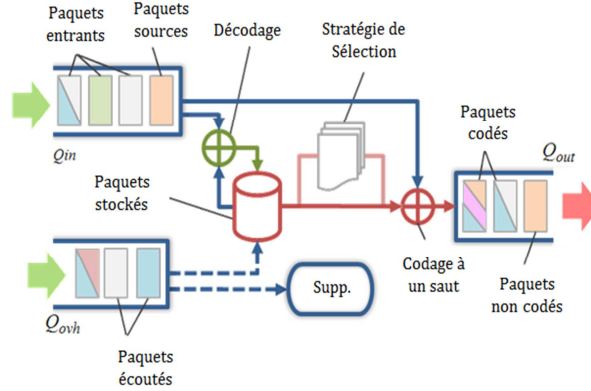 Paquets
entrants
Paquets
sources
Décodage
Stratégie de
Sélection
Qin
Paquets
codés
Qout
Paquets
stockés
Codage à
un saut
Paquets
non codés
Supp.
Qovh
Paquets
écoutés